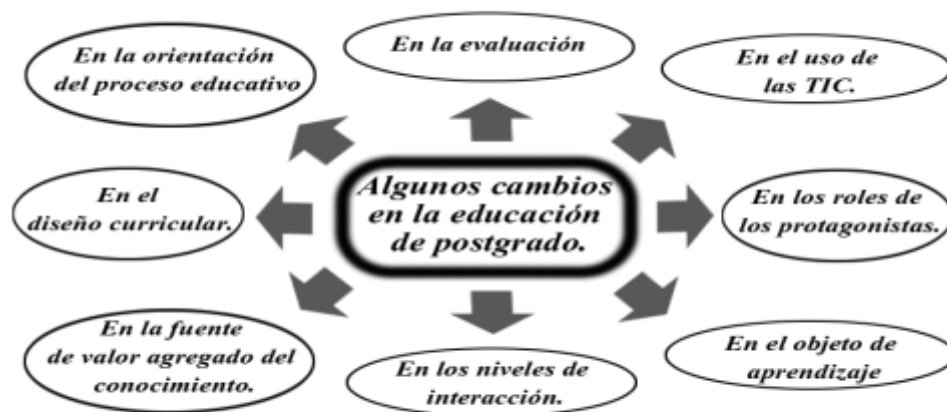 En la orientación
del proceso educativo
En la evaluación
En el uso de
las TIC.
En el
diseño curricular.
Algunos cambios
en la educación
de postgrado.
En los roles de
los protagonistas.
En la fuente
de valor agregado del
conocimiento.
En los niveles de
interacción.
En el objeto de
aprendizaje